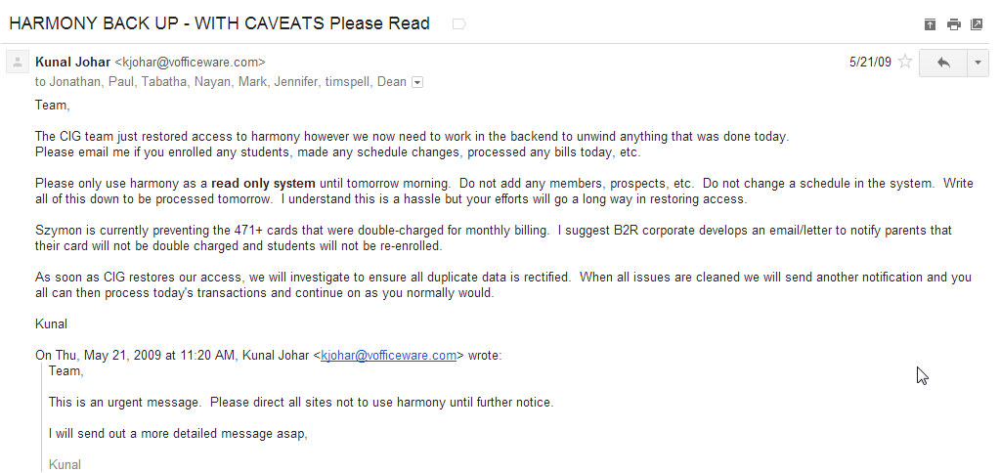 HARMONY BACK UP - WITH CAVEATS Please Read
Kunal Johar <kjohar@vofficeware.com>
5/21/09
to Jonathan, Paul, Tabatha, Nayan, Mark, Jennifer, timspell, Dean
Team,
The CIG team just restored access to harmony however we now need to work in the backend to unwind anything that was done today.
Please email me if you enrolled any students, made any schedule changes, processed any bills today, etc.
Please only use harmony as a read only system until tomorrow morning.  Do not add any members, prospects, etc.  Do not change a schedule in the system.  Write
all of this down to be processed tomorrow.  I understand this is a hassle but your efforts will go a long way in restoring access.
Szymon is currently preventing the 471+ cards that were double-charged for monthly billing.  I suggest B2R corporate develops an email/letter to notify parents that
their card will not be double charged and students will not be re-enrolled.
As soon as CIG restores our access, we will investigate to ensure all duplicate data is rectified.  When all issues are cleaned we will send another notification and you
all can then process today's transactions and continue on as you normally would.
Kunal
On Thu, May 21, 2009 at 11:20 AM, Kunal Johar <kjohar@vofficeware.com> wrote:
Team,
This is an urgent message.  Please direct all sites not to use harmony until further notice.
I will send out a more detailed message asap,
Kunal